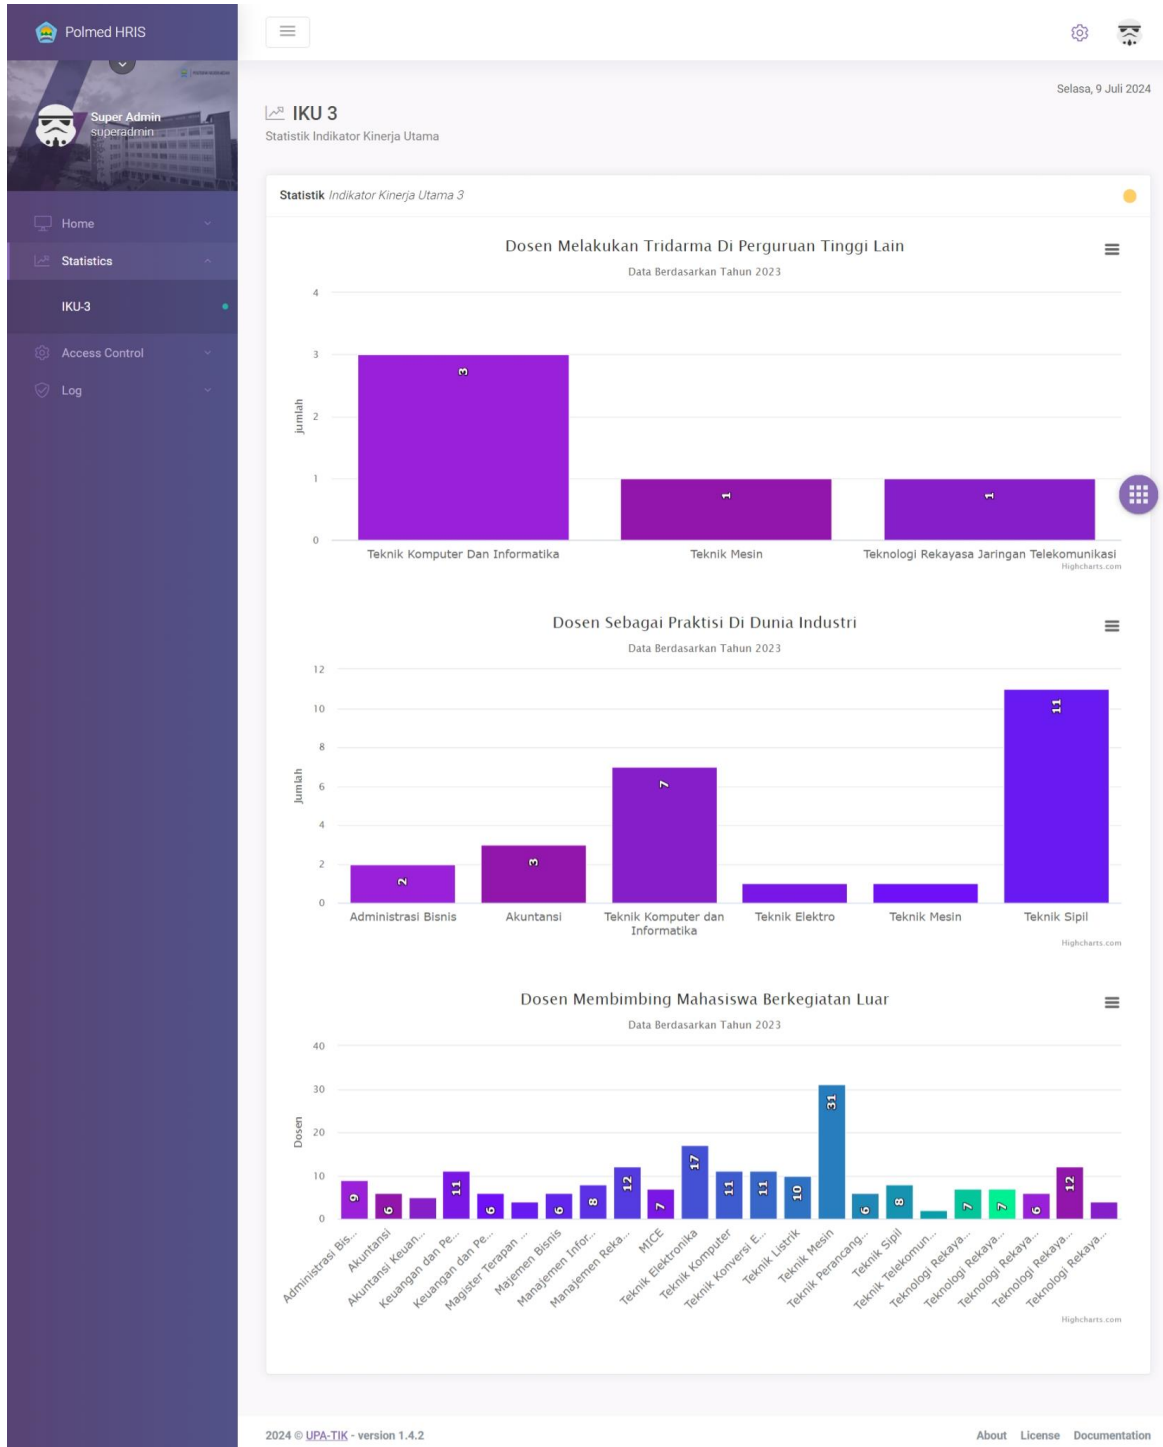 Polmed HRIS
Selasa, 9 Juli 2024
Super Admin
superadmin
Home
Statistics
IKU-3
Access Control
Log
IKU 3
Statistik Indikator Kinerja Utama
Statistik Indikator Kinerja Utama 3
Dosen Melakukan Tridarma Di Perguruan Tinggi Lain
Data Berdasarkan Tahun 2023
jumlah
4
3
2
1
0
3
1
1
Teknik Komputer Dan Informatika
Teknik Mesin
Teknologi Rekayasa Jaringan Telekomunikasi
Highcharts.com
Dosen Sebagai Praktisi Di Dunia Industri
Data Berdasarkan Tahun 2023
Jumlah
12
10
8
6
4
2
0
2
3
7
11
Administrasi Bisnis
Akuntansi
Teknik Komputer dan
Informatika
Teknik Elektro
Teknik Mesin
Teknik Sipil
Highcharts.com
Dosen Membimbing Mahasiswa Berkegiatan Luar
Data Berdasarkan Tahun 2023
Dosen
40
30
20
10
0
9
6
11
6
6
8
12
7
17
11
11
10
31
6
8
7
7
6
12
Administrasi Bis...
Akuntansi
Akuntansi Keuan...
Keuangan dan Pe...
Keuangan dan Pe...
Magister Terapan ...
Majemen Bisnis
Manajemen Infor...
Manajemen Reka...
MICE
Teknik Elektronika
Teknik Komputer
Teknik Konversi E...
Teknik Listrik
Teknik Mesin
Teknik Perancang...
Teknik Sipil
Teknik Telekomun...
Teknologi Rekaya...
Teknologi Rekaya...
Teknologi Rekaya...
Teknologi Rekaya...
Teknologi Rekaya...
Highcharts.com
2024 © UPA-TIK - version 1.4.2
About License Documentation